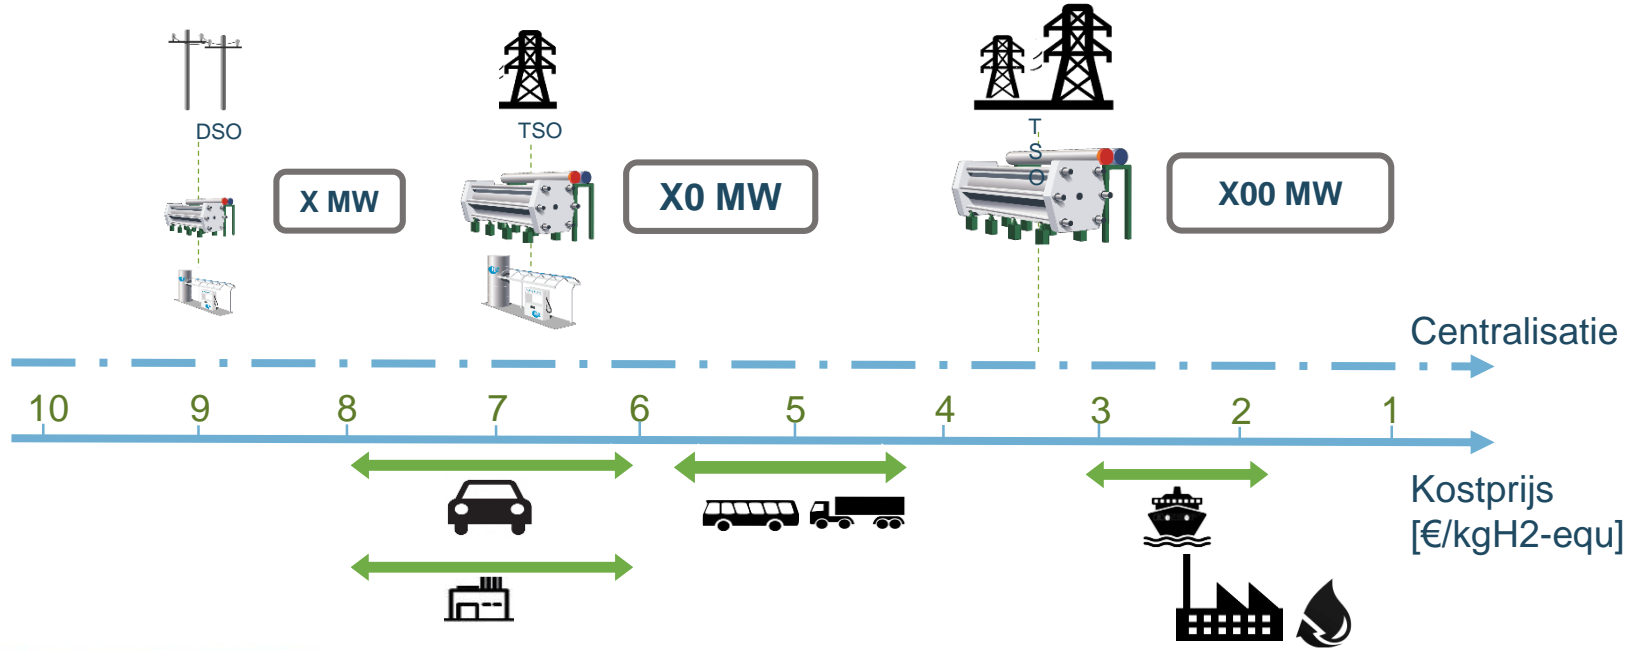 DSO
TSO
TSO
X MW
X0 MW
X00 MW
Centralisatie
10 9 8 7 6 5 4 3 2 1
Kostprijs
[€/kgH2-equ]